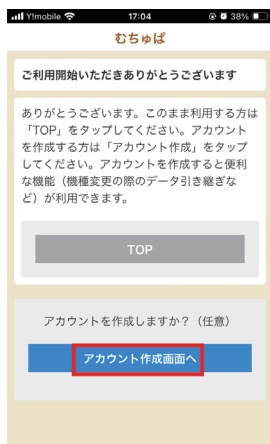 Y!mobile 17:04 38%
むちゅぱ
ご利用開始いただきありがとうございます
ありがとうございます。このまま利用する方は
「TOP」をタップしてください。アカウント
を作成する方は「アカウント作成」をタップ
してください。アカウントを作成すると便利
な機能（機種変更の際のデータ引き継ぎな
ど）が利用できます。
TOP
アカウントを作成しますか？（任意）
アカウント作成画面へ